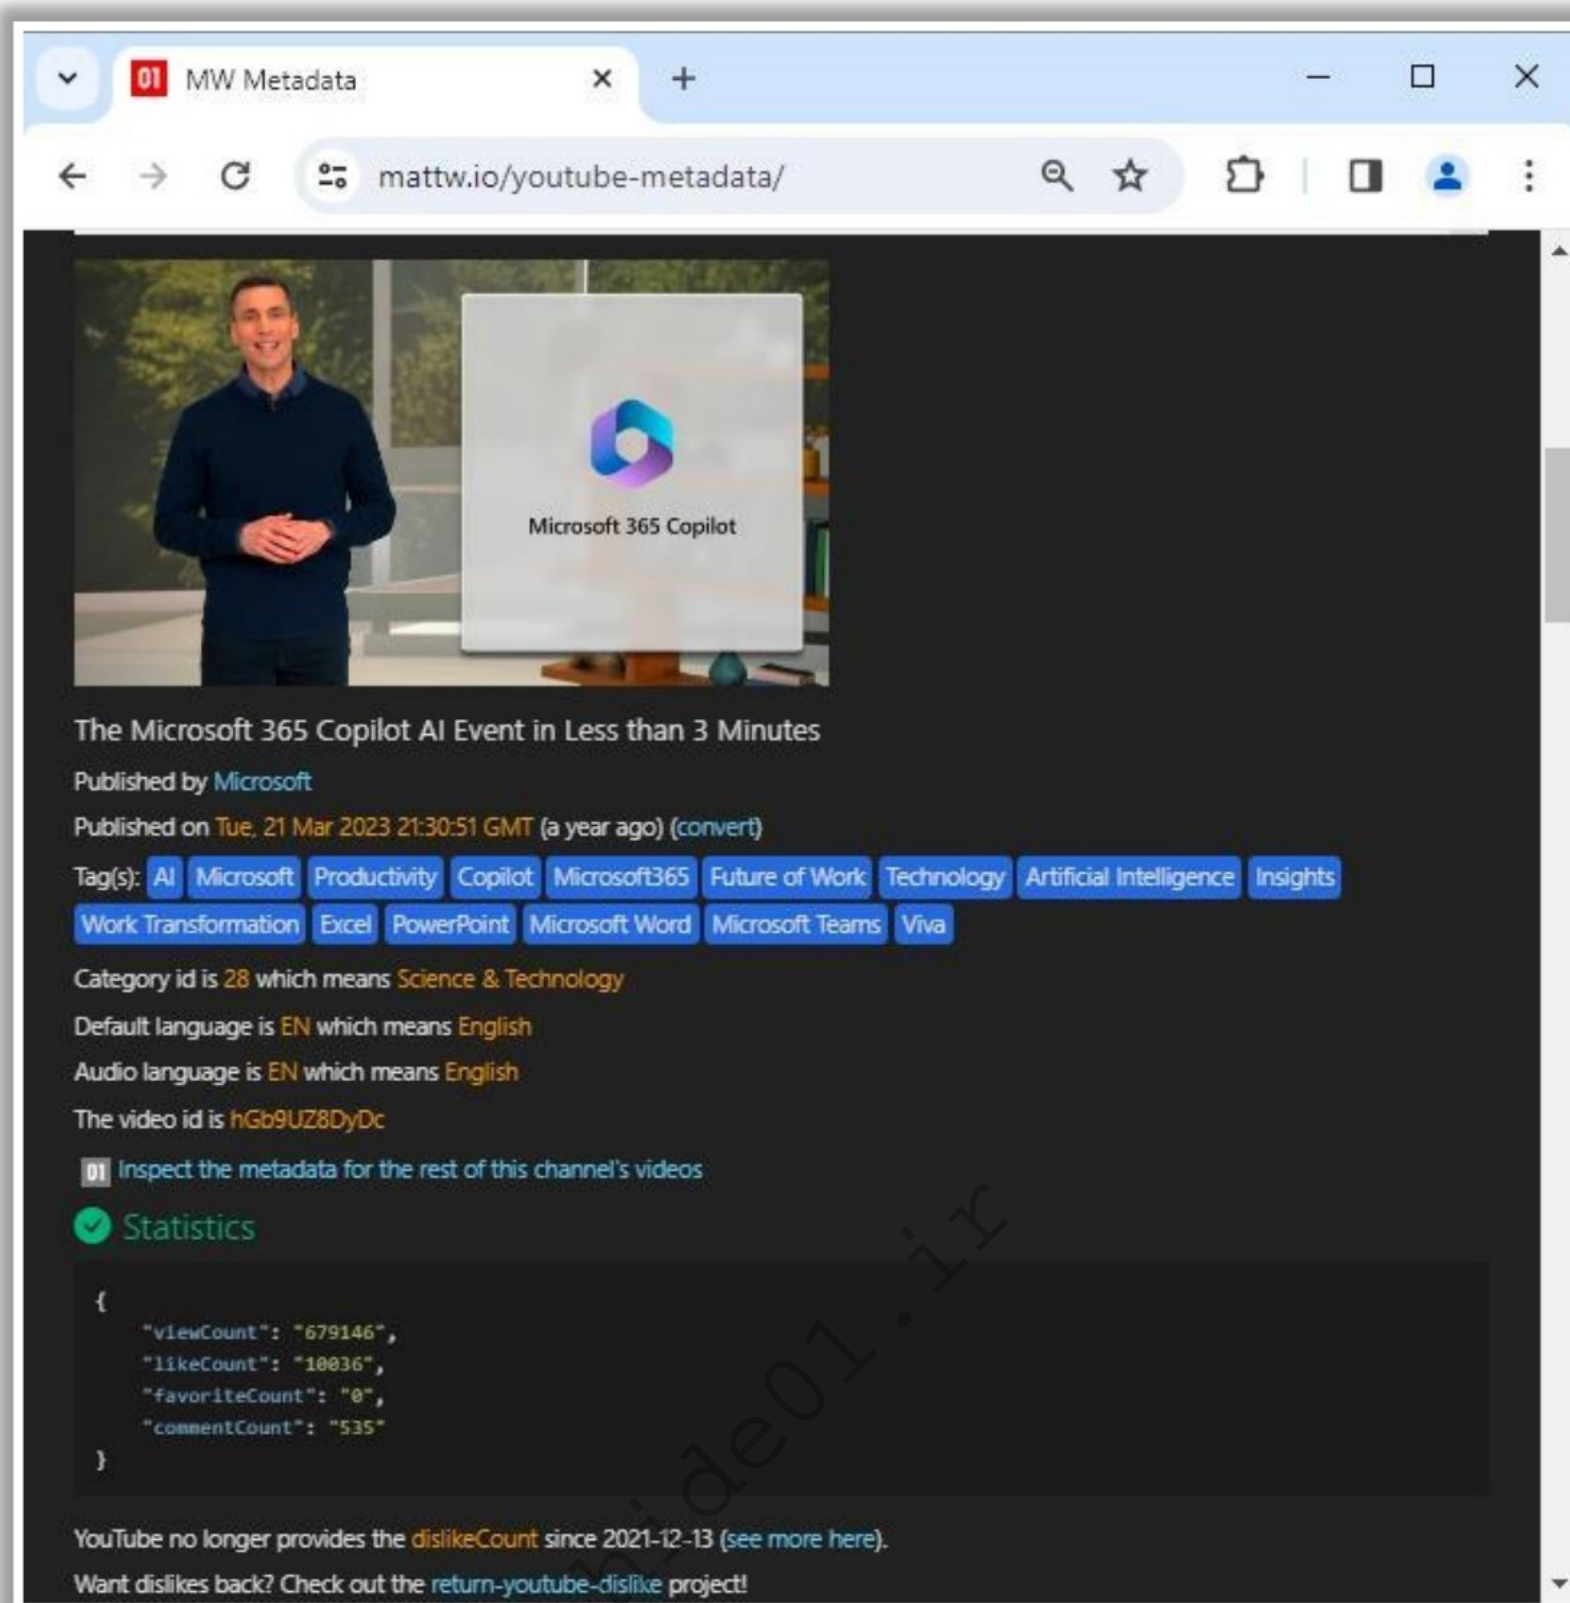 01 MW Metadata
mattw.io/youtube-metadata/
Microsoft 365 Copilot
The Microsoft 365 Copilot AI Event in Less than 3 Minutes
Published by Microsoft
Published on Tue, 21 Mar 2023 21:30:51 GMT (a year ago) (convert)
Tag(s): AI Microsoft Productivity Copilot Microsoft365 Future of Work Technology Artificial Intelligence Insights
Work Transformation Excel PowerPoint Microsoft Word Microsoft Teams Viva
Category id is 28 which means Science & Technology
Default language is EN which means English
Audio language is EN which means English
The video id is hGb9UZ8DyDc
01 Inspect the metadata for the rest of this channel's videos
Statistics
{
"viewCount": "679146",
"likeCount": "10036",
"favoriteCount": "0",
"commentCount": "535"
}
YouTube no longer provides the dislikeCount since 2021-12-13 (see more here).
Want dislikes back? Check out the return-youtube-dislike project!
hide01.ir